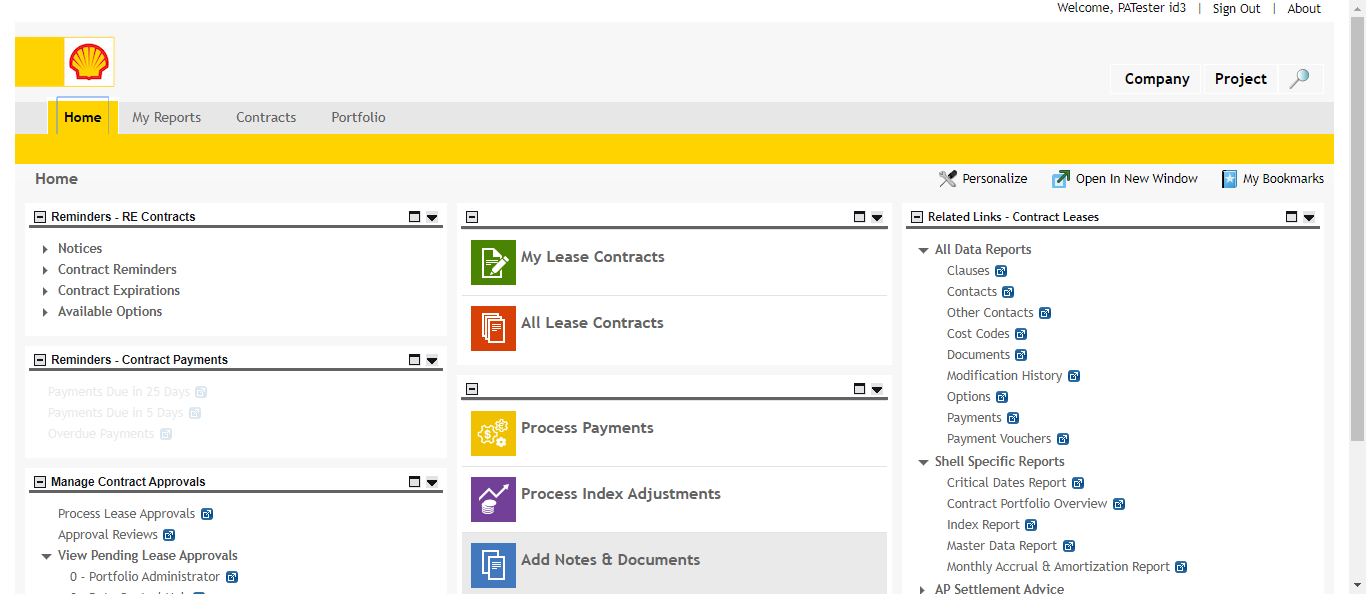 Welcome, PATester id3 | Sign Out | About
Company Project
Home My Reports Contracts Portfolio
Home
Personalize Open In New Window My Bookmarks
Reminders - RE Contracts
Notices
Contract Reminders
Contract Expirations
Available Options
Reminders - Contract Payments
Payments Due in 25 Days
Payments Due in 5 Days
Overdue Payments
Manage Contract Approvals
Process Lease Approvals
Approval Reviews
View Pending Lease Approvals
0 - Portfolio Administrator
My Lease Contracts
All Lease Contracts
Process Payments
Process Index Adjustments
Add Notes & Documents
Related Links - Contract Leases
All Data Reports
Clauses
Contacts
Other Contacts
Cost Codes
Documents
Modification History
Options
Payments
Payment Vouchers
Shell Specific Reports
Critical Dates Report
Contract Portfolio Overview
Index Report
Master Data Report
Monthly Accrual & Amortization Report
AP Settlement Advice